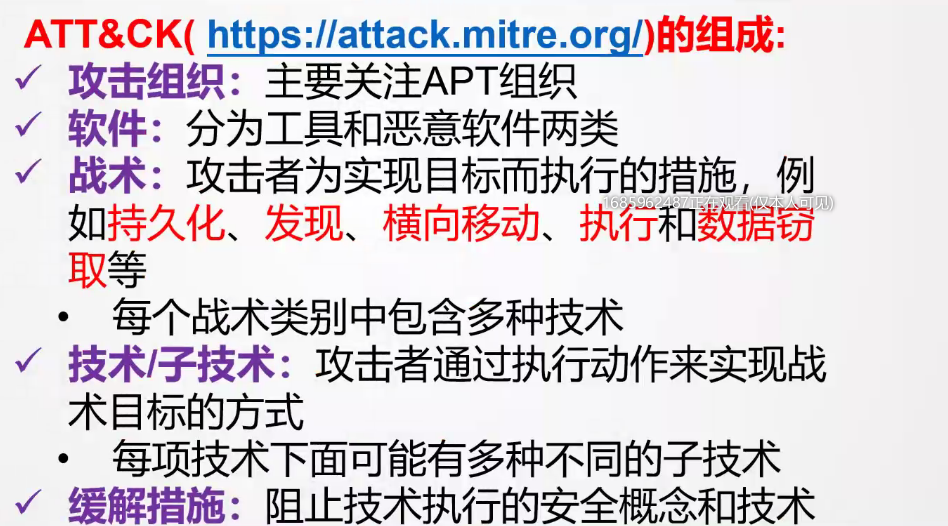 ATT&CK( https://attack.mitre.org/)的组成:
✓ 攻击组织：主要关注APT组织
✓ 软件：分为工具和恶意软件两类
✓ 战术：攻击者为实现目标而执行的措施，例
1685962487正在观看(仅本人可见)
如持久化、发现、横向移动、执行和数据窃
取等
• 每个战术类别中包含多种技术
✓ 技术/子技术：攻击者通过执行动作来实现战
术目标的方式
• 每项技术下面可能有多种不同的子技术
✓ 缓解措施：阻止技术执行的安全概念和技术